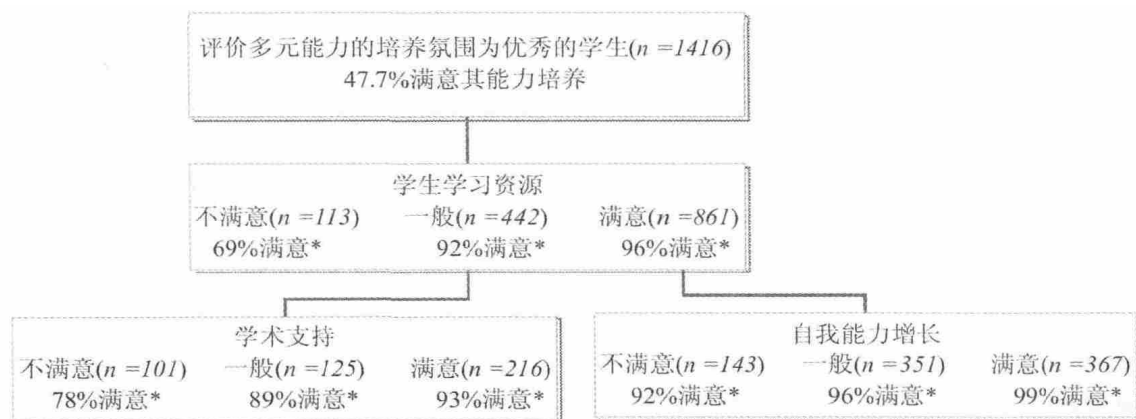 评价多元能力的培养氛围为优秀的学生(n =1416)
47.7%满意其能力培养
学生学习资源
不满意(n =113) 一般(n =442) 满意(n =861)
69%满意* 92%满意* 96%满意*
学术支持
不满意(n =101) 一般(n =125) 满意(n =216)
78%满意* 89%满意* 93%满意*
自我能力增长
不满意(n =143) 一般(n =351) 满意(n =367)
92%满意* 96%满意* 99%满意*